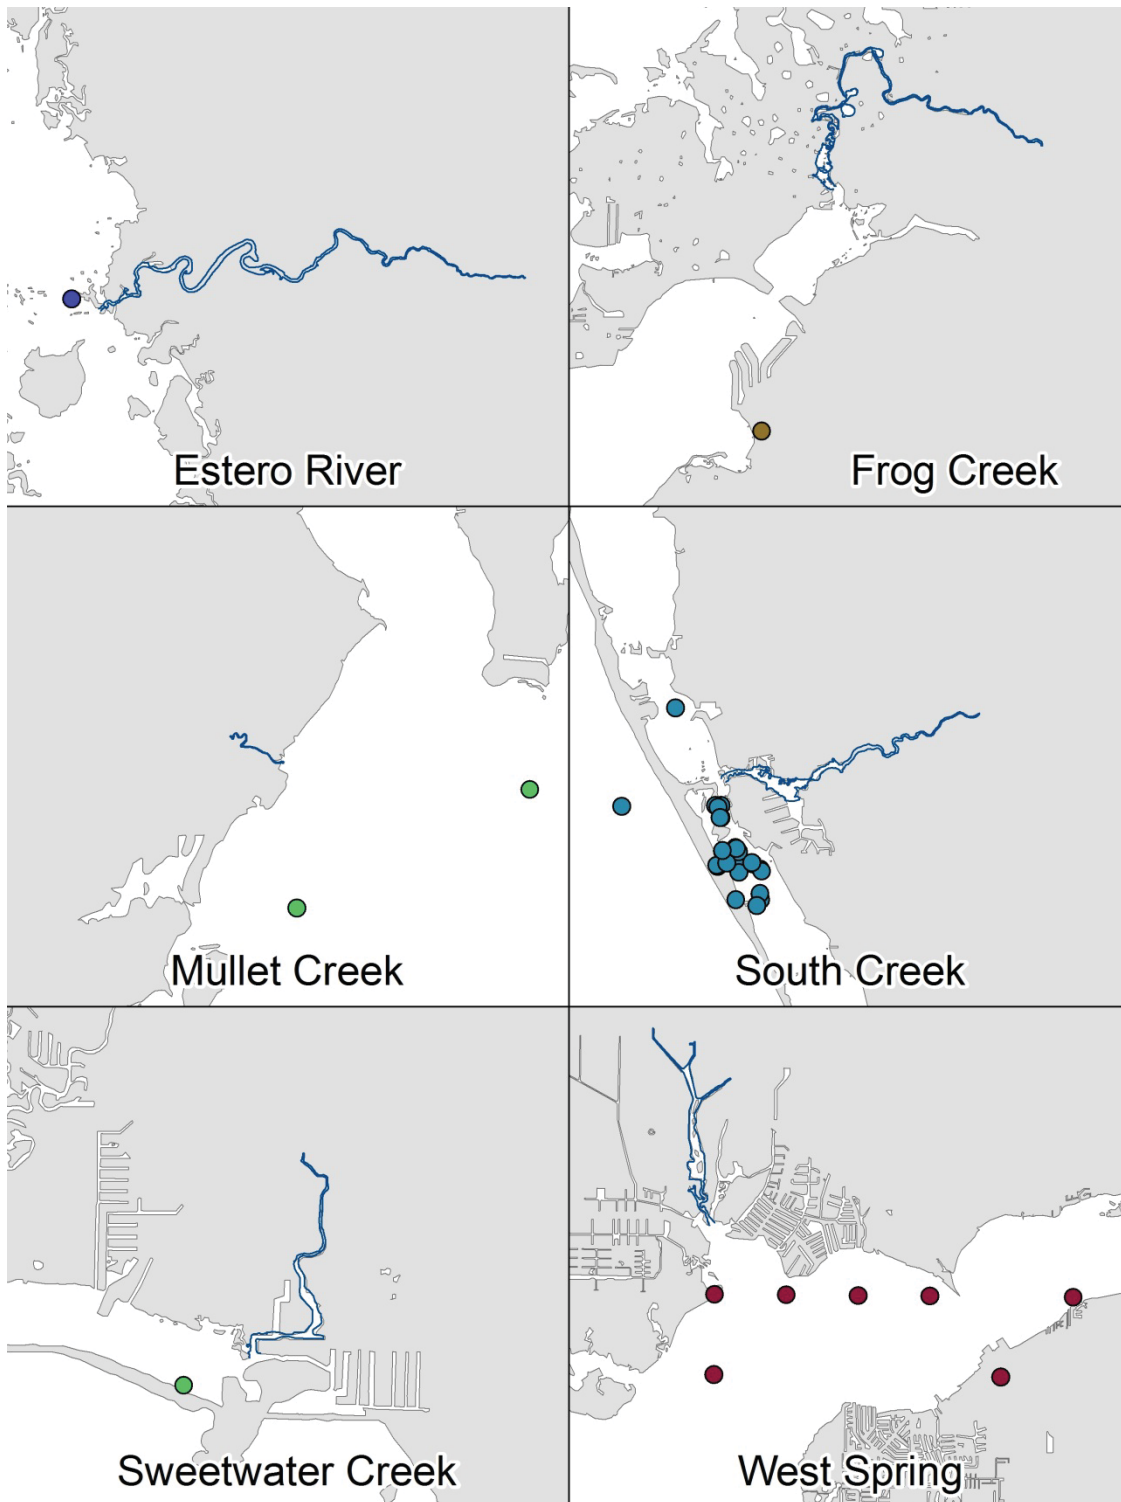 Estero River
Frog Creek
Mullet Creek
South Creek
Sweetwater Creek
West Spring